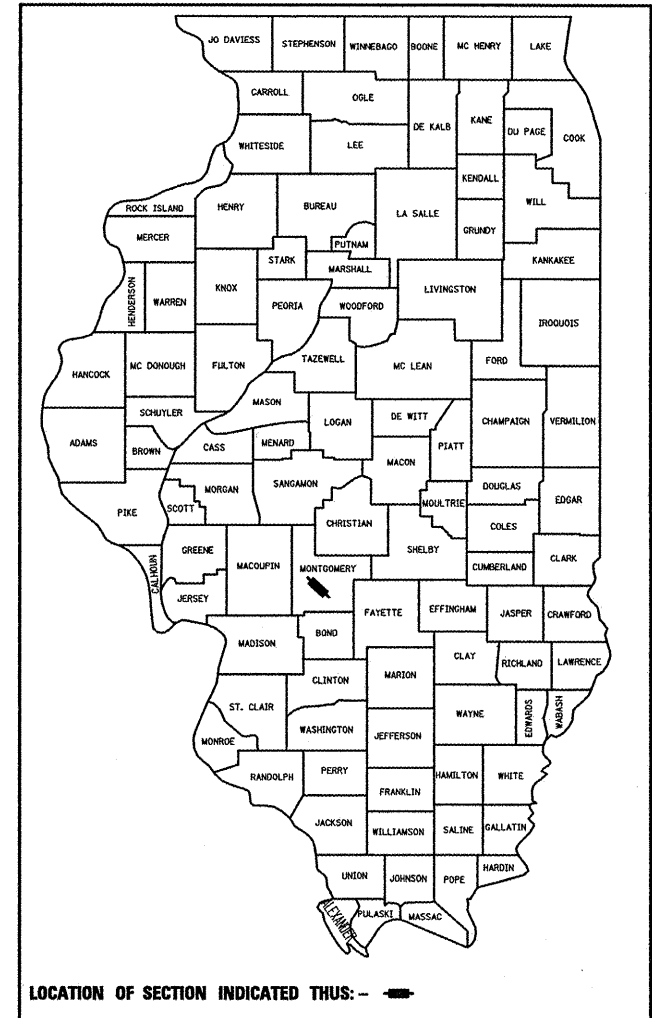 JO DAVIESS
STEPHENSON
WINNEBAGO
BOONE
MC HENRY
LAKE
CARROLL
OGLE
DE KALB
KANE
DU PAGE
COOK
WHITESIDE
LEE
KENDALL
WILL
ROCK ISLAND
HENRY
BUREAU
LA SALLE
GRUNDY
MERCER
PUTNAM
STARK
MARSHALL
KANKAKEE
HENDERSON
WARREN
KNOX
PEORIA
WOODFORD
LIVINGSTON
IROQUOIS
HANCOCK
MC DONOUGH
FULTON
TAZEWELL
MC LEAN
FORD
MASON
SCHUYLER
LOGAN
DE WITT
CHAMPAIGN
VERMILION
ADAMS
BROWN
CASS
MENARD
PIATT
MACON
PIKE
SCOTT
MORGAN
SANGAMON
MOULTRIE
DOUGLAS
EDGAR
CHRISTIAN
COLES
CALHOUN
GREENE
MACOUPIN
MONTGOMERY
SHELBY
CUMBERLAND
CLARK
JERSEY
FAYETTE
EFFINGHAM
JASPER
CRAWFORD
MADISON
BOND
CLAY
RICHLAND
LAWRENCE
CLINTON
MARION
ST. CLAIR
WAYNE
EDWARDS
WABASH
MONROE
WASHINGTON
JEFFERSON
RANDOLPH
PERRY
HAMILTON
WHITE
FRANKLIN
JACKSON
WILLIAMSON
SALINE
GALLATIN
UNION
JOHNSON
POPE
HARDIN
ALEXANDER
PULASKI
MASSAC
LOCATION OF SECTION INDICATED THUS: -